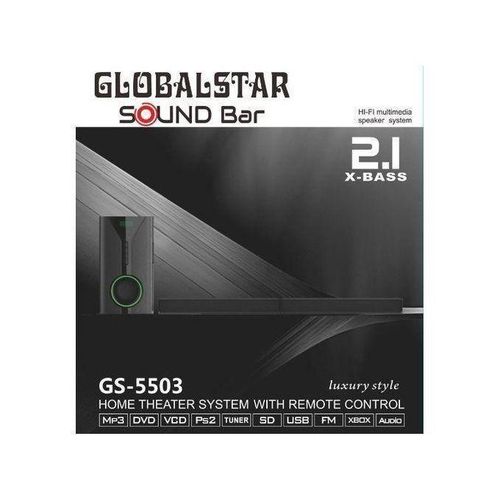 GLOBALSTAR
SOUND Bar
HI-FI multimedia
speaker system
2.1
X-BASS
GS-5503
luxury style
HOME THEATER SYSTEM WITH REMOTE CONTROL
Mp3 DVD VCD Ps2 TUNER SD USB FM XBOX Audio